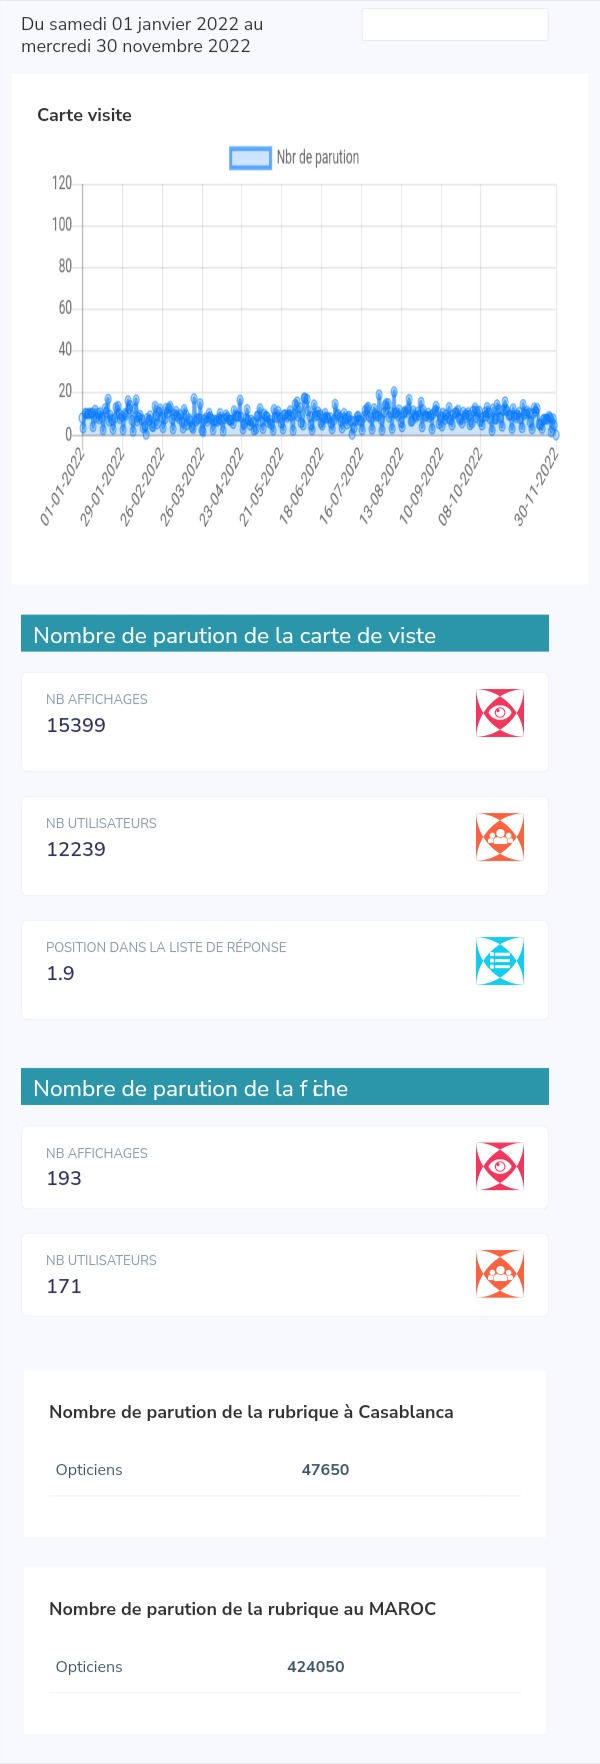 Du samedi 01 janvier 2022 au
mercredi 30 novembre 2022
Carte visite
Nbr de parution
120
100
80
60
40
20
0
01-01-2022
29-01-2022
26-02-2022
26-03-2022
23-04-2022
21-05-2022
18-06-2022
16-07-2022
13-08-2022
10-09-2022
08-10-2022
30-11-2022
Nombre de parution de la carte de viste
NB AFFICHAGES
15399
NB UTILISATEURS
12239
POSITION DANS LA LISTE DE RÉPONSE
1.9
Nombre de parution de la fiche
NB AFFICHAGES
193
NB UTILISATEURS
171
Nombre de parution de la rubrique à Casablanca
Opticiens 47650
Nombre de parution de la rubrique au MAROC
Opticiens 424050